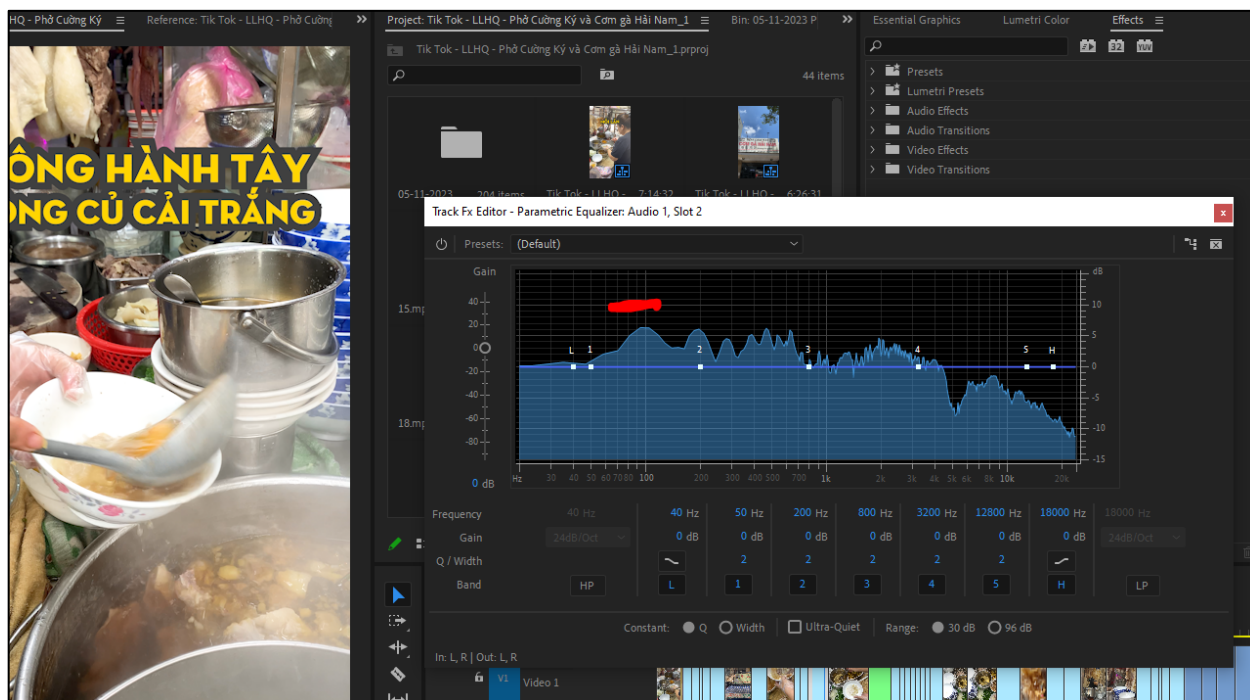 HQ - Phở Cường Ký
Reference: Tik Tok - LLHQ - Phở Cường
Project: Tik Tok - LLHQ - Phở Cường Ký và Cơm gà Hải Nam_1
Bin: 05-11-2023 P
Essential Graphics
Lumetri Color
Effects
Tik Tok - LLHQ - Phở Cường Ký và Cơm gà Hải Nam_1.prproj
44 items
32
YUV
Presets
Lumetri Presets
Audio Effects
Audio Transitions
Video Effects
Video Transitions
05-11-2023 204 items
Tik Tok - LLHQ - 7:14:32
Tik Tok - LLHQ - 6:26:31
ÔNG HÀNH TÂY
ÔNG CỦ CẢI TRẮNG
15.mp
18.mp
Track Fx Editor - Parametric Equalizer: Audio 1, Slot 2
x
Presets: (Default)
Gain
40
20
0
-20
-40
-60
-80
0 dB
L 1 2 3 4 5 H
dB
10
5
0
-5
-10
-15
Hz 30 40 50 60 70 80 100 200 300 400 500 700 1k 2k 3k 4k 5k 6k 8k 10k 20k
Frequency 40 Hz 40 Hz 50 Hz 200 Hz 800 Hz 3200 Hz 12800 Hz 18000 Hz 18000 Hz
Gain 24dB/Oct 0 dB 0 dB 0 dB 0 dB 0 dB 0 dB 0 dB 24dB/Oct
Q / Width 2 2 2 2 2
Band HP L 1 2 3 4 5 H LP
Constant: Q Width Ultra-Quiet Range: 30 dB 96 dB
In: L, R | Out: L, R
V1 Video 1